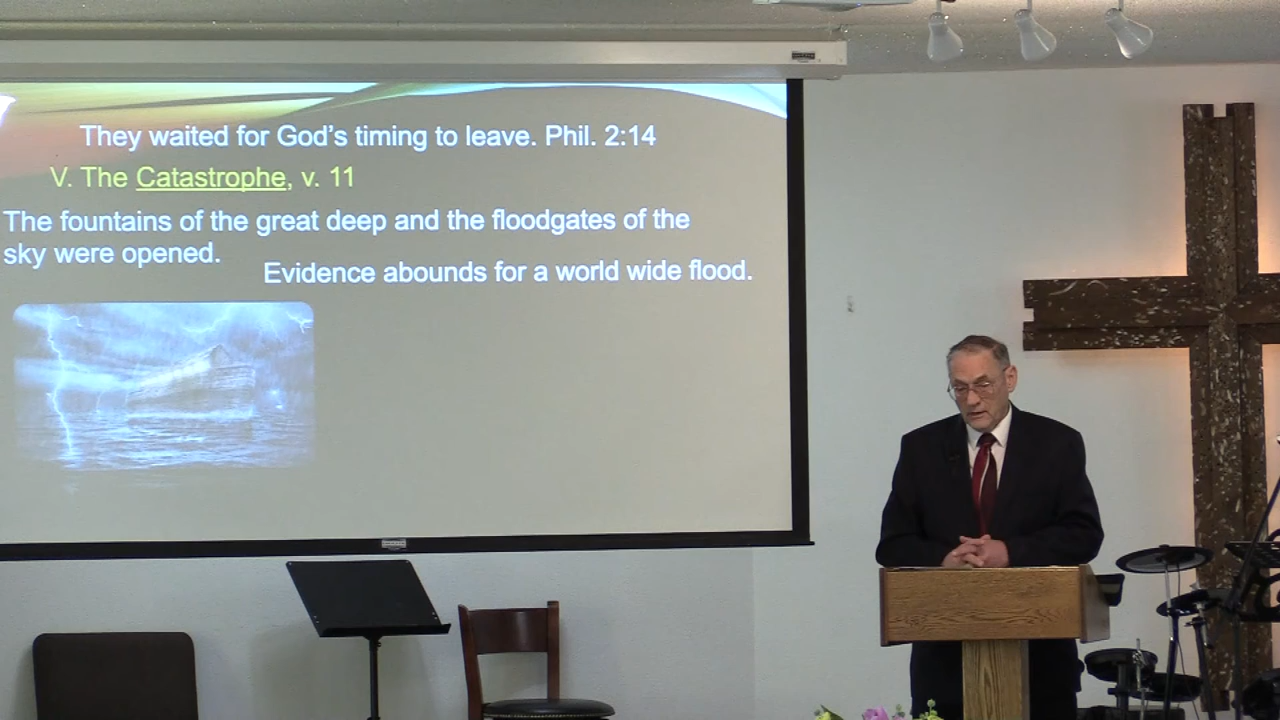 They waited for God’s timing to leave. Phil. 2:14
V. The Catastrophe, v. 11
The fountains of the great deep and the floodgates of the
sky were opened.
Evidence abounds for a world wide flood.